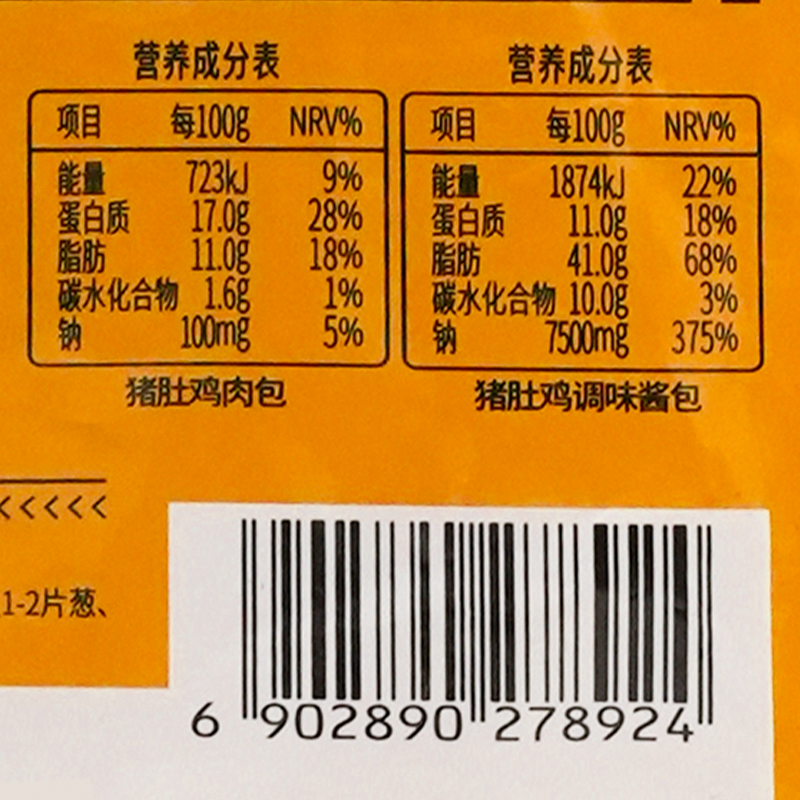 营养成分表
项目 每100g NRV%
能量 723kJ 9%
蛋白质 17.0g 28%
脂肪 11.0g 18%
碳水化合物 1.6g 1%
钠 100mg 5%
猪肚鸡肉包
营养成分表
项目 每100g NRV%
能量 1874kJ 22%
蛋白质 11.0g 18%
脂肪 41.0g 68%
碳水化合物 10.0g 3%
钠 7500mg 375%
猪肚鸡调味酱包
<<<<<
1-2片葱、
6 902890 278924